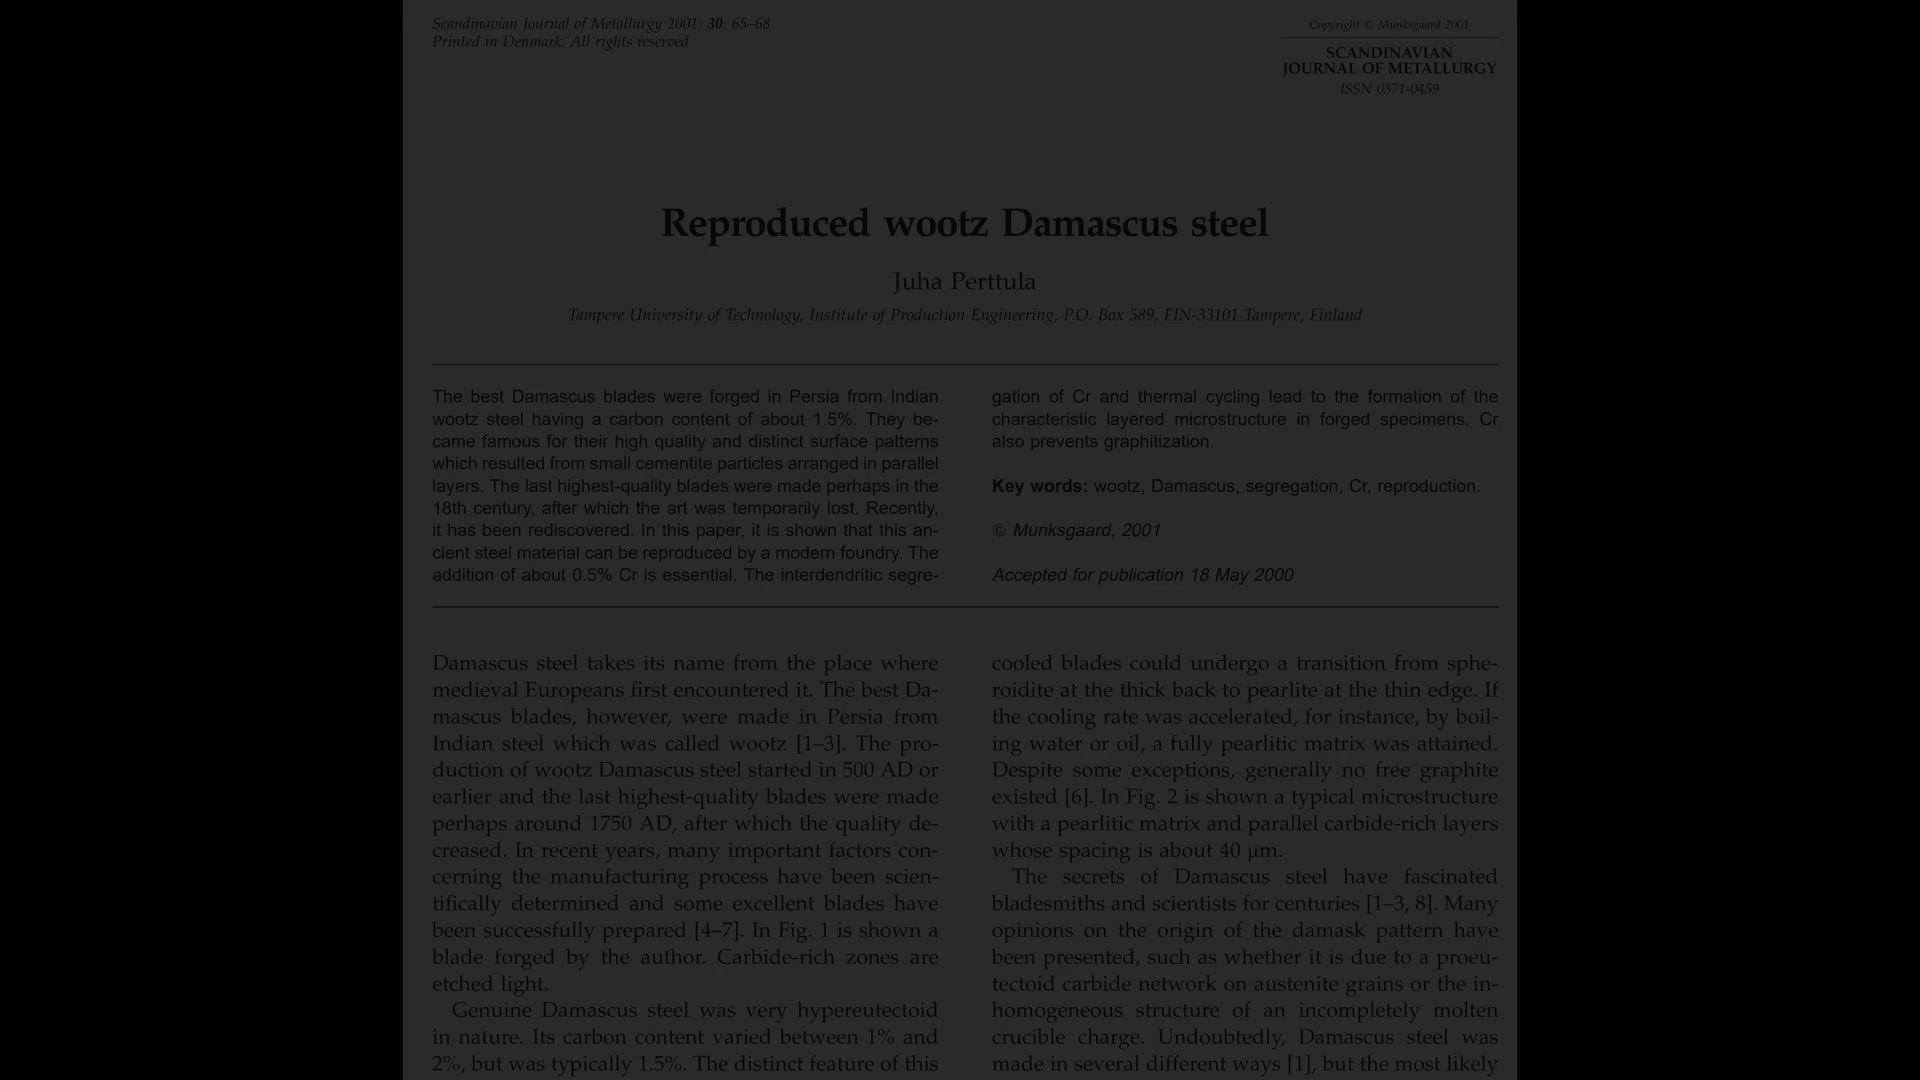 Scandinavian Journal of Metallurgy 2001; 30: 65–68
Printed in Denmark. All rights reserved
Copyright © Munksgaard 2001
SCANDINAVIAN
JOURNAL OF METALLURGY
ISSN 0371-0459
Reproduced wootz Damascus steel
Juha Perttula
Tampere University of Technology, Institute of Production Engineering, P.O. Box 589, FIN-33101 Tampere, Finland
The best Damascus blades were forged in Persia from Indian
wootz steel having a carbon content of about 1.5%. They be-
came famous for their high quality and distinct surface patterns
which resulted from small cementite particles arranged in parallel
layers. The last highest-quality blades were made perhaps in the
18th century, after which the art was temporarily lost. Recently,
it has been rediscovered. In this paper, it is shown that this an-
cient steel material can be reproduced by a modern foundry. The
addition of about 0.5% Cr is essential. The interdendritic segre-
gation of Cr and thermal cycling lead to the formation of the
characteristic layered microstructure in forged specimens. Cr
also prevents graphitization.
Key words: wootz, Damascus, segregation, Cr, reproduction.
© Munksgaard, 2001
Accepted for publication 18 May 2000
Damascus steel takes its name from the place where
medieval Europeans first encountered it. The best Da-
mascus blades, however, were made in Persia from
Indian steel which was called wootz [1–3]. The pro-
duction of wootz Damascus steel started in 500 AD or
earlier and the last highest-quality blades were made
perhaps around 1750 AD, after which the quality de-
creased. In recent years, many important factors con-
cerning the manufacturing process have been scien-
tifically determined and some excellent blades have
been successfully prepared [4–7]. In Fig. 1 is shown a
blade forged by the author. Carbide-rich zones are
etched light.
Genuine Damascus steel was very hypereutectoid
in nature. Its carbon content varied between 1% and
2%, but was typically 1.5%. The distinct feature of this
cooled blades could undergo a transition from sphe-
roidite at the thick back to pearlite at the thin edge. If
the cooling rate was accelerated, for instance, by boil-
ing water or oil, a fully pearlitic matrix was attained.
Despite some exceptions, generally no free graphite
existed [6]. In Fig. 2 is shown a typical microstructure
with a pearlitic matrix and parallel carbide-rich layers
whose spacing is about 40 µm.
The secrets of Damascus steel have fascinated
bladesmiths and scientists for centuries [1–3, 8]. Many
opinions on the origin of the damask pattern have
been presented, such as whether it is due to a proeu-
tectoid carbide network on austenite grains or the in-
homogeneous structure of an incompletely molten
crucible charge. Undoubtedly, Damascus steel was
made in several different ways [1], but the most likely